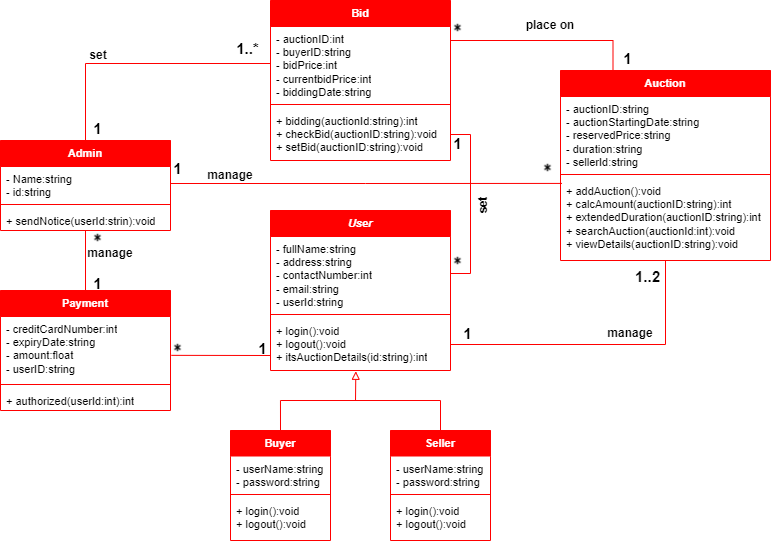 Bid
- auctionID:int
- buyerID:string
- bidPrice:int
- currentbidPrice:int
- biddingDate:string
+ bidding(auctionId:string):int
+ checkBid(auctionID:string):void
+ setBid(auctionID:string):void
*
place on
1
set
1..*
1
Auction
- auctionID:string
- auctionStartingDate:string
- reservedPrice:string
- duration:string
- sellerId:string
+ addAuction():void
+ calcAmount(auctionID:string):int
+ extendedDuration(auctionID:string):int
+ searchAuction(auctionId:int):void
+ viewDetails(auctionID:string):void
Admin
- Name:string
- id:string
+ sendNotice(userId:strin):void
1
manage
*
1
set
*
*
manage
1
User
- fullName:string
- address:string
- contactNumber:int
- email:string
- userId:string
+ login():void
+ logout():void
+ itsAuctionDetails(id:string):int
1..2
1
manage
Payment
- creditCardNumber:int
- expiryDate:string
- amount:float
- userID:string
+ authorized(userId:int):int
*
1
Buyer
- userName:string
- password:string
+ login():void
+ logout():void
Seller
- userName:string
- password:string
+ login():void
+ logout():void